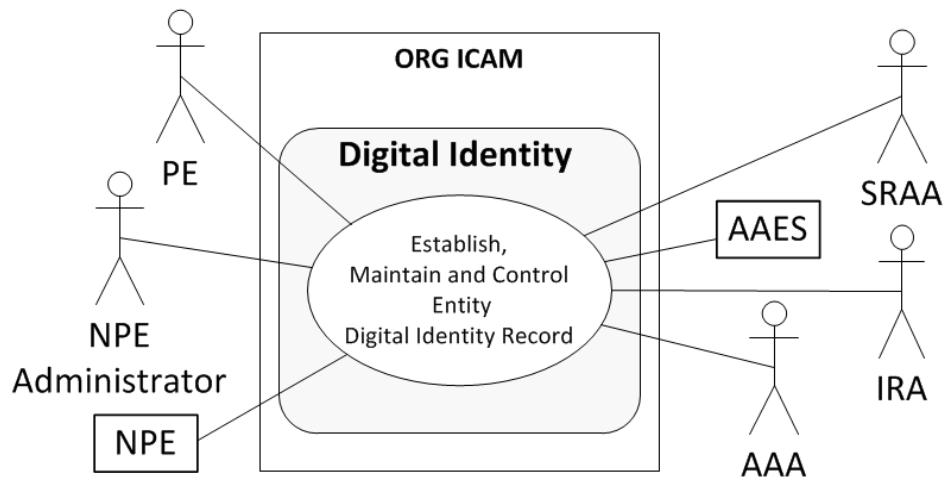 ORG ICAM
Digital Identity
Establish,
Maintain and Control
Entity
Digital Identity Record
PE
NPE
Administrator
NPE
SRAA
AAES
IRA
AAA